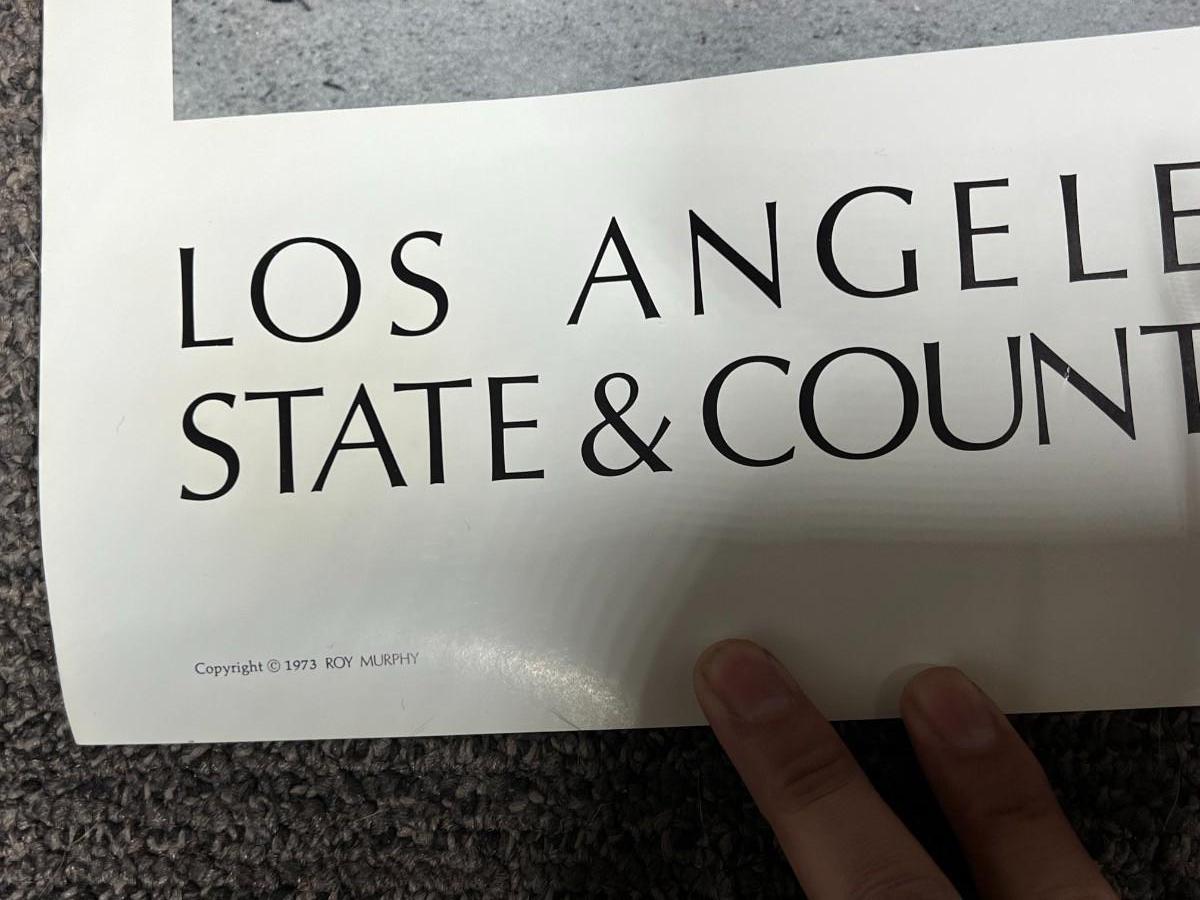 LOS ANGELE
STATE & COUNT
Copyright © 1973 ROY MURPHY